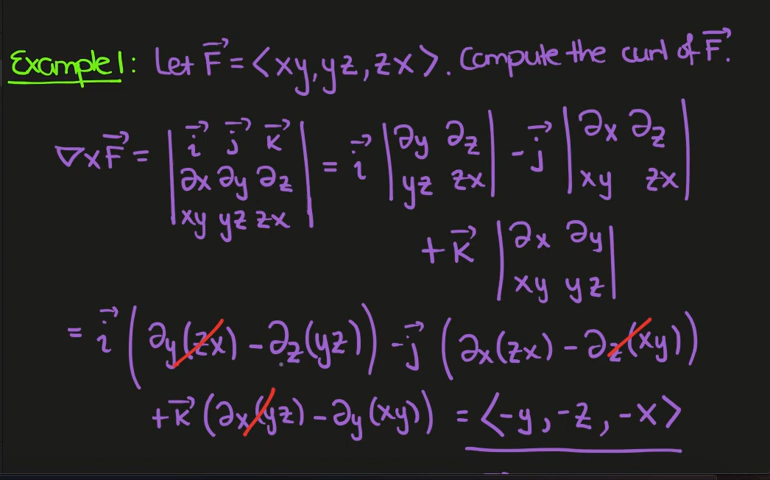 Example 1: Let F⃗ = <xy, yz, zx>. Compute the curl of F⃗.
∇xF⃗ = | i⃗ j⃗ k⃗ | = i⃗ | ∂y ∂z | - j⃗ | ∂x ∂z |
| ∂x ∂y ∂z | | yz zx | | xy zx |
| xy yz zx |
+ k⃗ | ∂x ∂y |
| xy yz |
= i⃗ (∂y(zx) - ∂z(yz)) - j⃗ (∂x(zx) - ∂z(xy))
+ k⃗ (∂x(yz) - ∂y(xy)) = <-y, -z, -x>